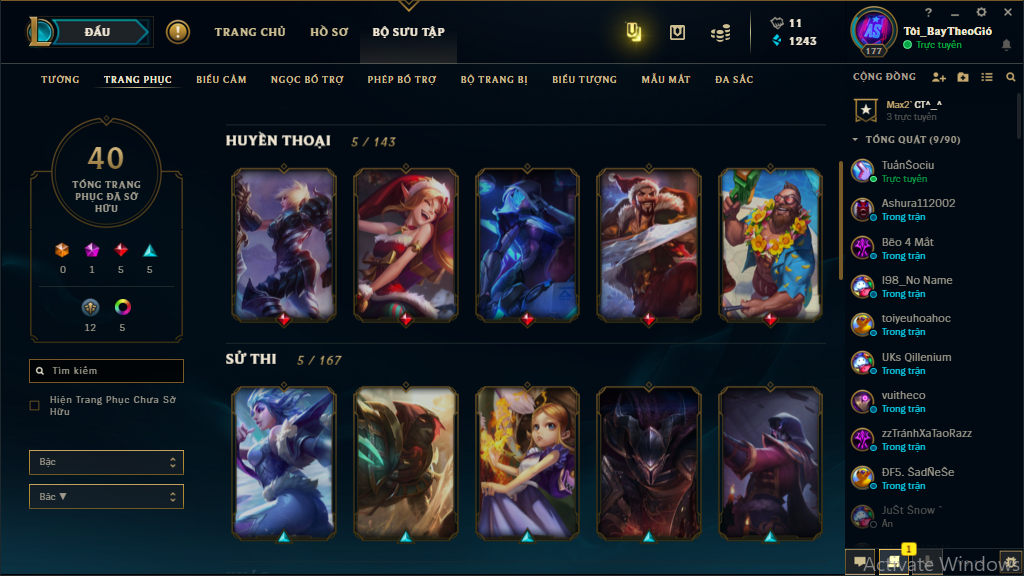 ĐẤU
TRANG CHỦ
HỒ SƠ
BỘ SƯU TẬP
11
1243
177
Tôi_BayTheoGió
Trực tuyến
TƯỚNG
TRANG PHỤC
BIỂU CẢM
NGỌC BỔ TRỢ
PHÉP BỔ TRỢ
BỘ TRANG BỊ
BIỂU TƯỢNG
MẪU MẮT
ĐA SẮC
40
TỔNG TRANG
PHỤC ĐÃ SỞ
HỮU
0
1
5
5
12
5
Tìm kiếm
Hiện Trang Phục Chưa Sở
Hữu
Bậc
Bậc ▼
HUYỀN THOẠI
5 / 143
SỬ THI
5 / 167
CỘNG ĐỒNG
Max2` CT^_^
3 trực tuyến
TỔNG QUÁT (9/90)
TuấnSociu
Trực tuyến
Ashura112002
Trong trận
Bẽo 4 Mắt
Trong trận
I98_No Name
Trong trận
toiyeuhoahoc
Trong trận
UKs Qillenium
Trong trận
vuitheco
Trong trận
zzTránhXaTaoRazz
Trong trận
ĐF5. SadÑeSe
Trong trận
JuSt Snow ˆ
Ẩn
1
Activate Windows